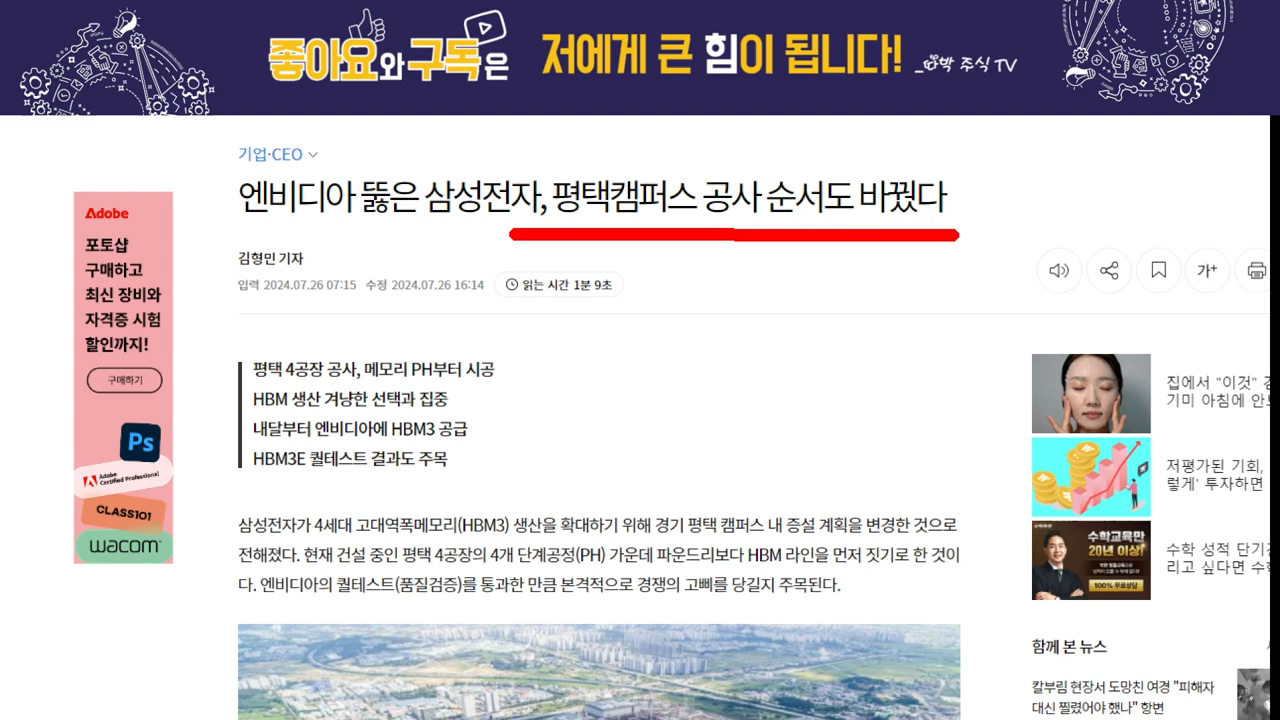 좋아요와 구독은 저에게 큰 힘이 됩니다!
주식 TV
기업·CEO
엔비디아 뚫은 삼성전자, 평택캠퍼스 공사 순서도 바꿨다
김형민 기자
입력 2024.07.26 07:15 수정 2024.07.26 16:14 읽는 시간 1분 9초
가+
Adobe
포토샵
구매하고
최신 장비와
자격증 시험
할인까지!
구매하기
Ps
Adobe
Certified Professional
CLASS101
wacom
평택 4공장 공사, 메모리 PH부터 시공
HBM 생산 겨냥한 선택과 집중
내달부터 엔비디아에 HBM3 공급
HBM3E 퀄테스트 결과도 주목
삼성전자가 4세대 고대역폭메모리(HBM3) 생산을 확대하기 위해 경기 평택 캠퍼스 내 증설 계획을 변경한 것으로
전해졌다. 현재 건설 중인 평택 4공장의 4개 단계공정(PH) 가운데 파운드리보다 HBM 라인을 먼저 짓기로 한 것이
다. 엔비디아의 퀄테스트(품질검증)를 통과한 만큼 본격적으로 경쟁의 고삐를 당길지 주목된다.
집에서 "이것"
기미 아침에
저평가된 기회,
렇게' 투자하면
수학교육만
20년 이상!
100% 무료상담
수학 성적 단기
리고 싶다면
함께 본 뉴스
칼부림 현장서 도망친 여경 "피해자
대신 찔렸어야 했나" 항변